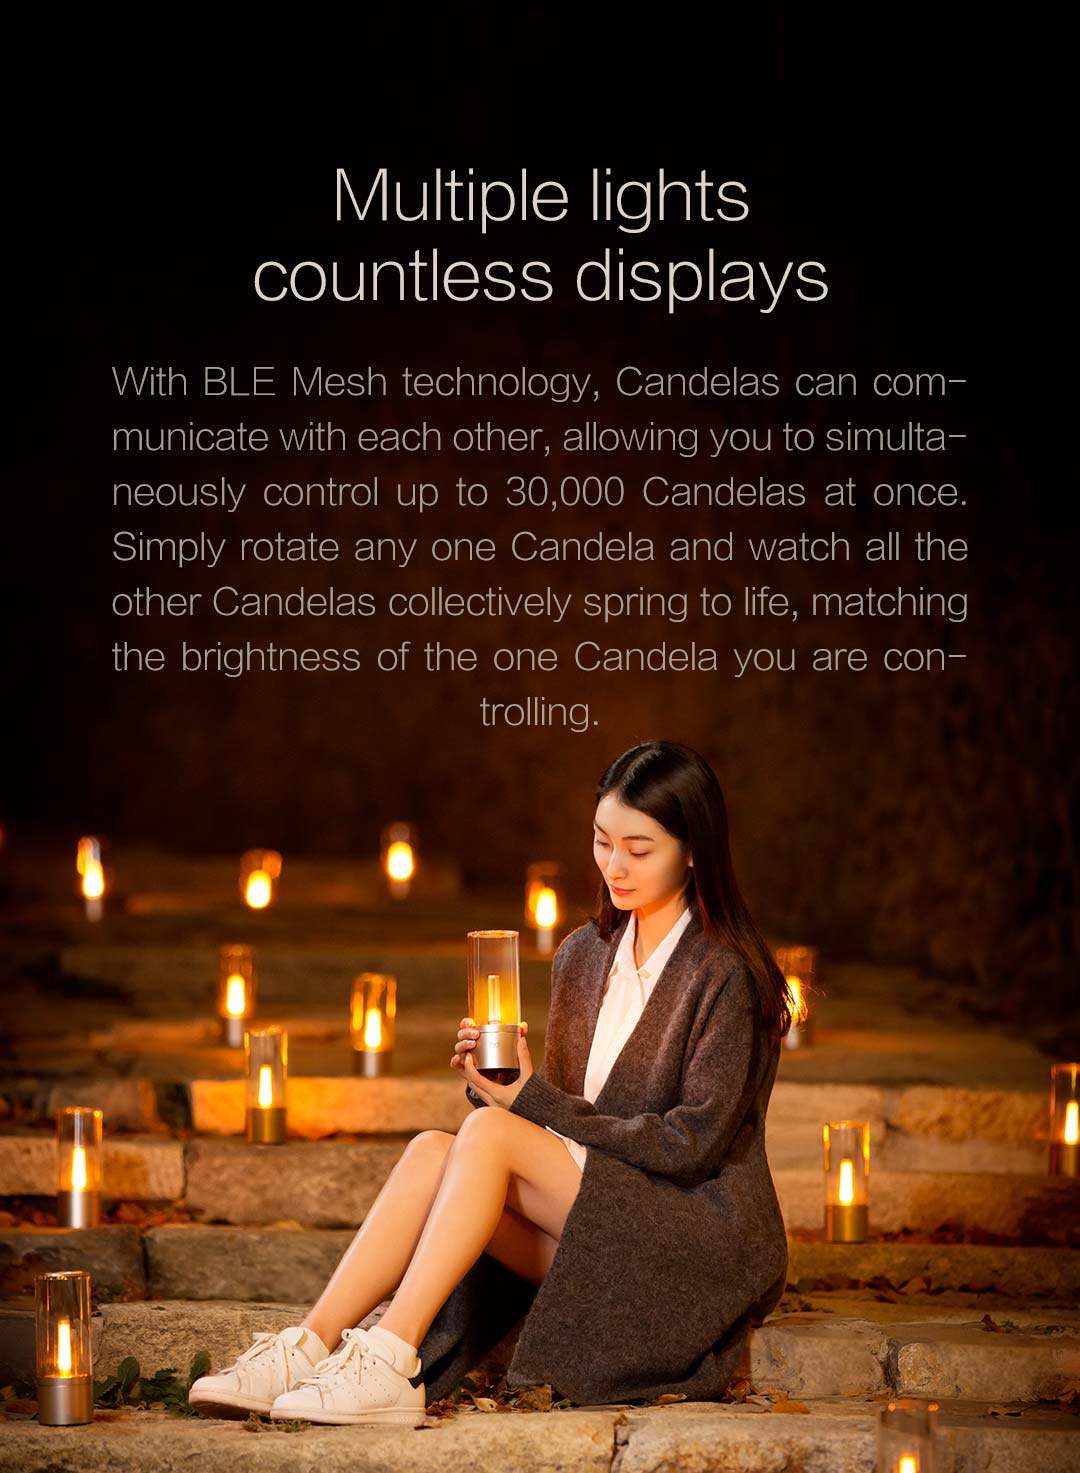 Multiple lights
countless displays
With BLE Mesh technology, Candelas can com-
municate with each other, allowing you to simulta-
neously control up to 30,000 Candelas at once.
Simply rotate any one Candela and watch all the
other Candelas collectively spring to life, matching
the brightness of the one Candela you are con-
trolling.